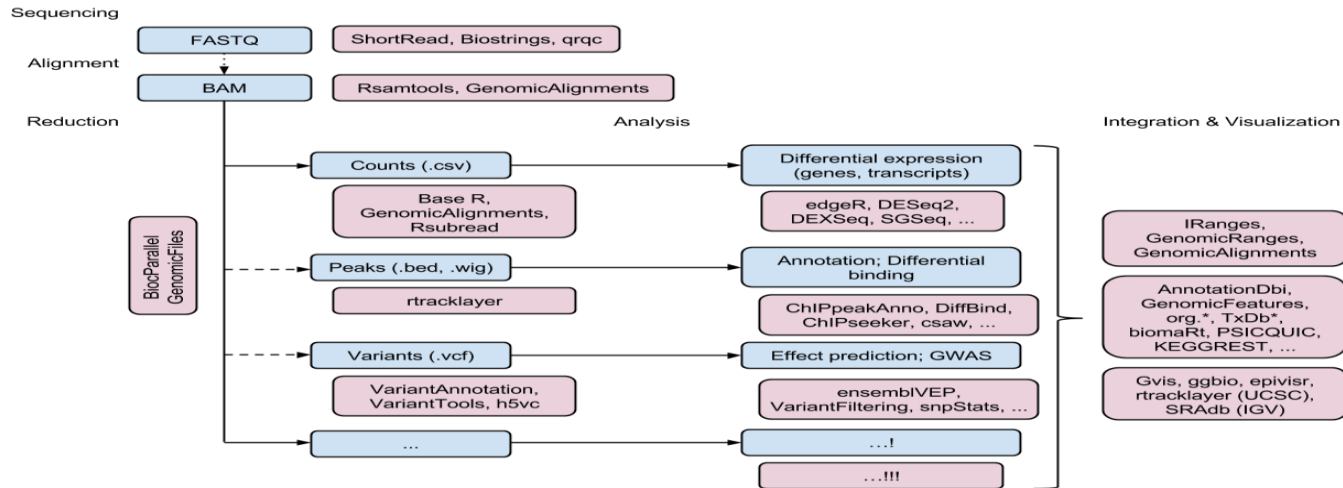 Sequencing
FASTQ
ShortRead, Biostrings, qrqc
Alignment
BAM
Rsamtools, GenomicAlignments
Reduction
Analysis
Integration & Visualization
Counts (.csv)
Differential expression
(genes, transcripts)
Base R,
GenomicAlignments,
Rsubread
edgeR, DESeq2,
DEXSeq, SGSeq, ...
BiocParallel
GenomicFiles
Peaks (.bed, .wig)
Annotation; Differential
binding
rtracklayer
ChIPpeakAnno, DiffBind,
ChIPseeker, csaw, ...
Variants (.vcf)
Effect prediction; GWAS
VariantAnnotation,
VariantTools, h5vc
ensemblVEP,
VariantFiltering, snpStats, ...
...
...!
...!!!
IRanges,
GenomicRanges,
GenomicAlignments
AnnotationDbi,
GenomicFeatures,
org.*, TxDb*,
biomaRt, PSICQUIC,
KEGGREST, ...
Gvis, ggbio, epivisr,
rtracklayer (UCSC),
SRAdb (IGV)